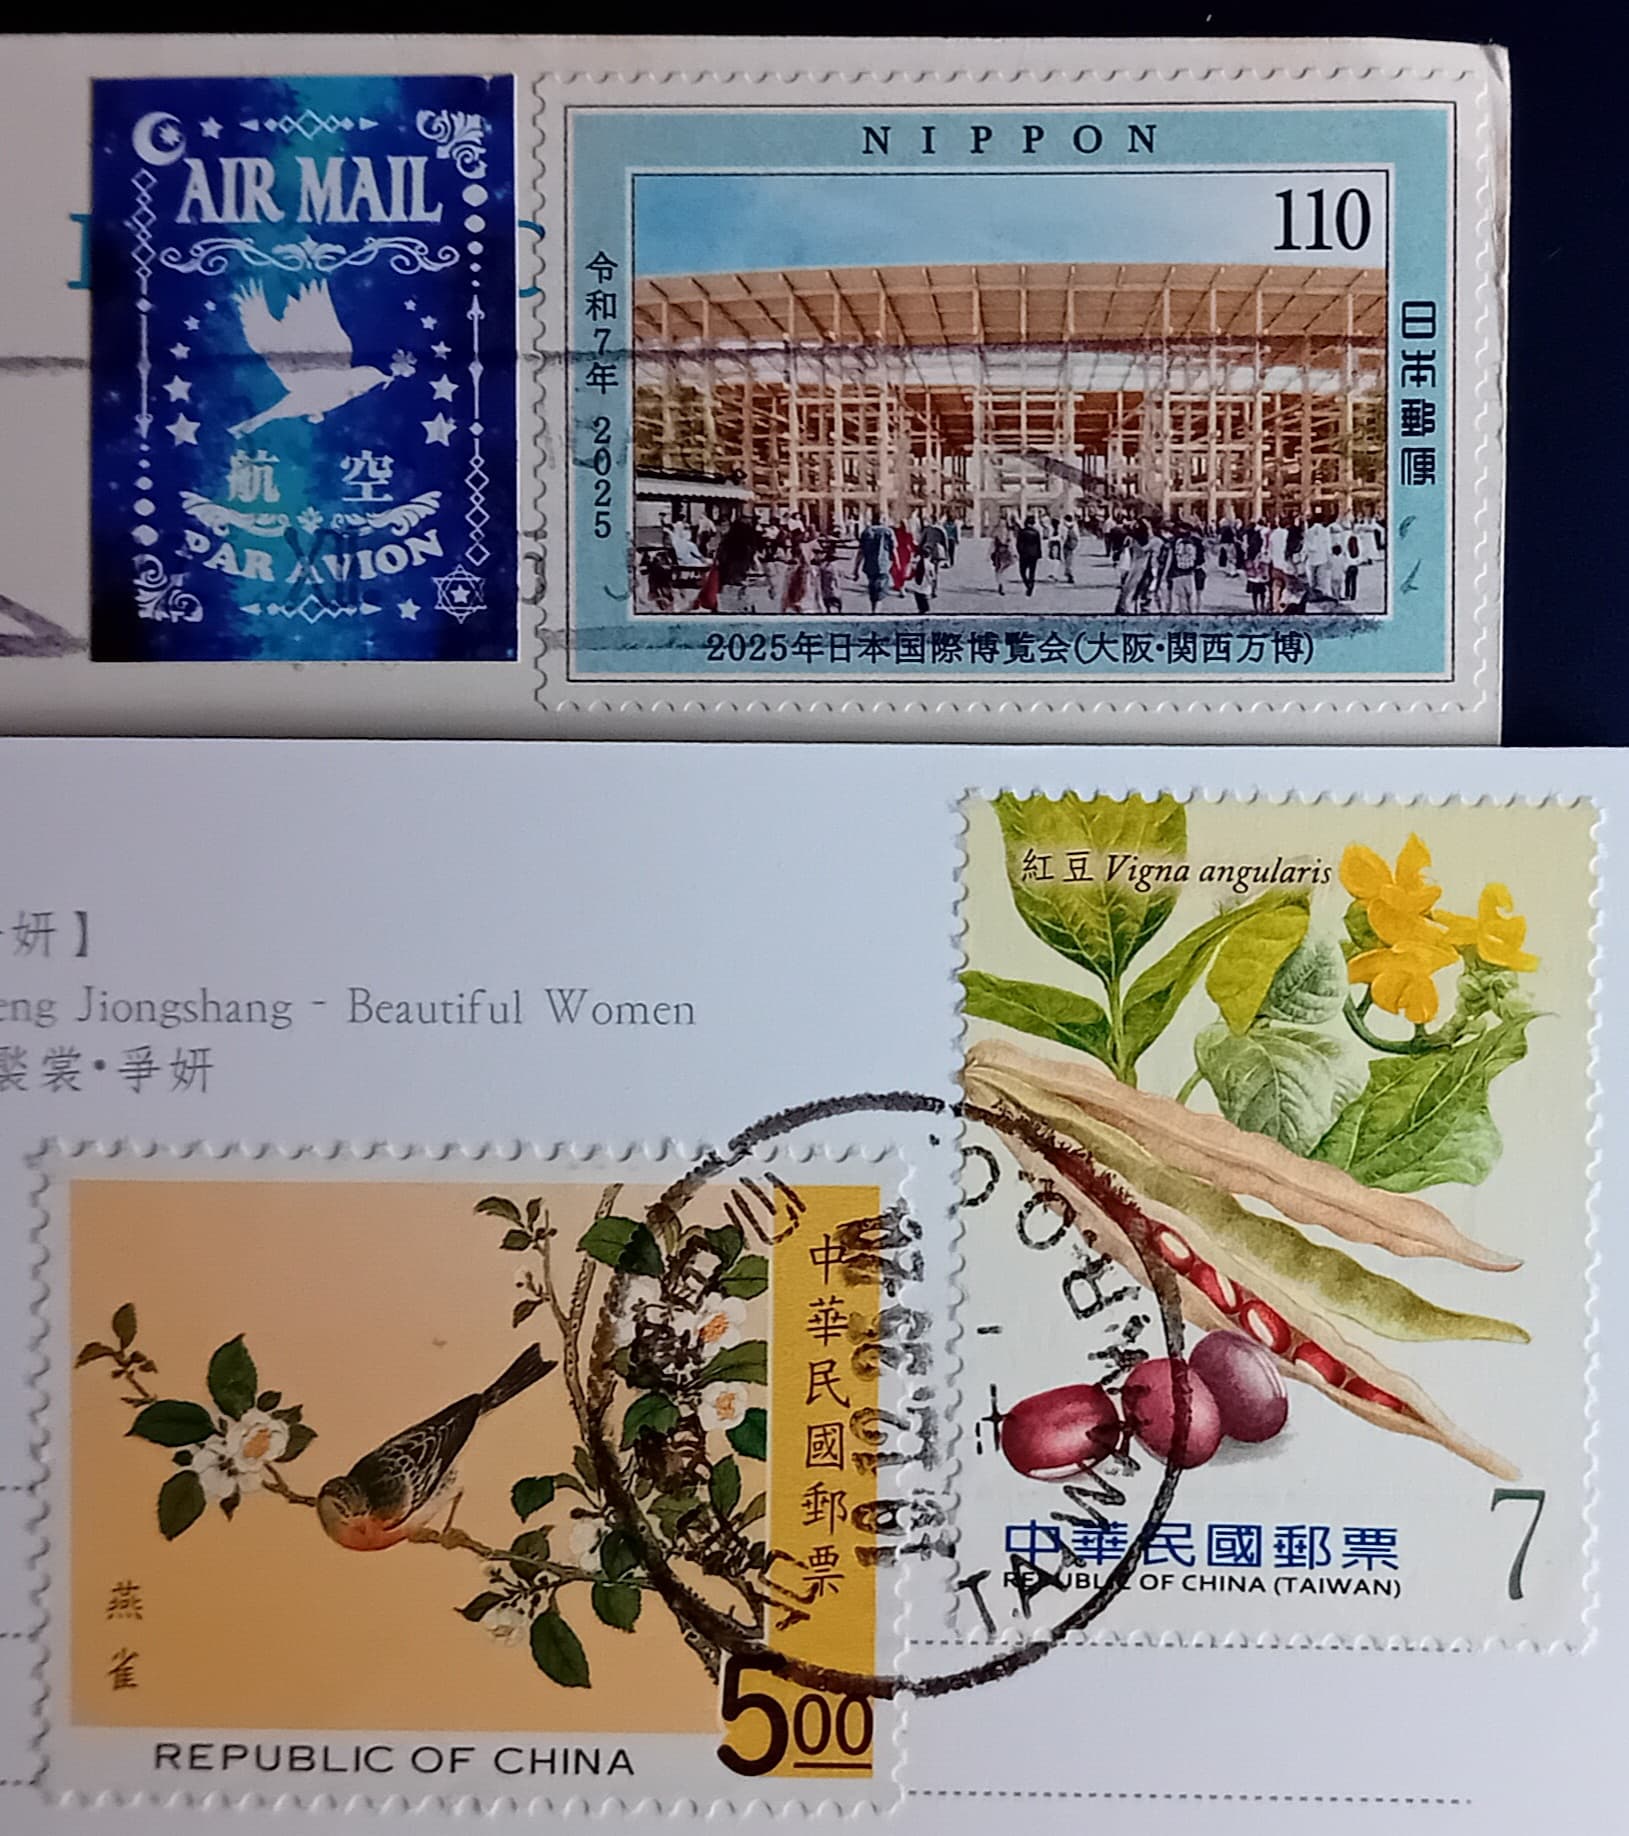 AIR MAIL
航 空
PAR AVION
NIPPON
110
令和7年 2025
日本郵便
2025年日本国際博覧会(大阪・関西万博)
妍】
eng Jiongshang - Beautiful Women
裳・爭妍
紅豆 Vigna angularis
中華民國郵票
REPUBLIC OF CHINA (TAIWAN)
7
中華民國郵票
燕雀
500
REPUBLIC OF CHINA
TAIWAN R.O.